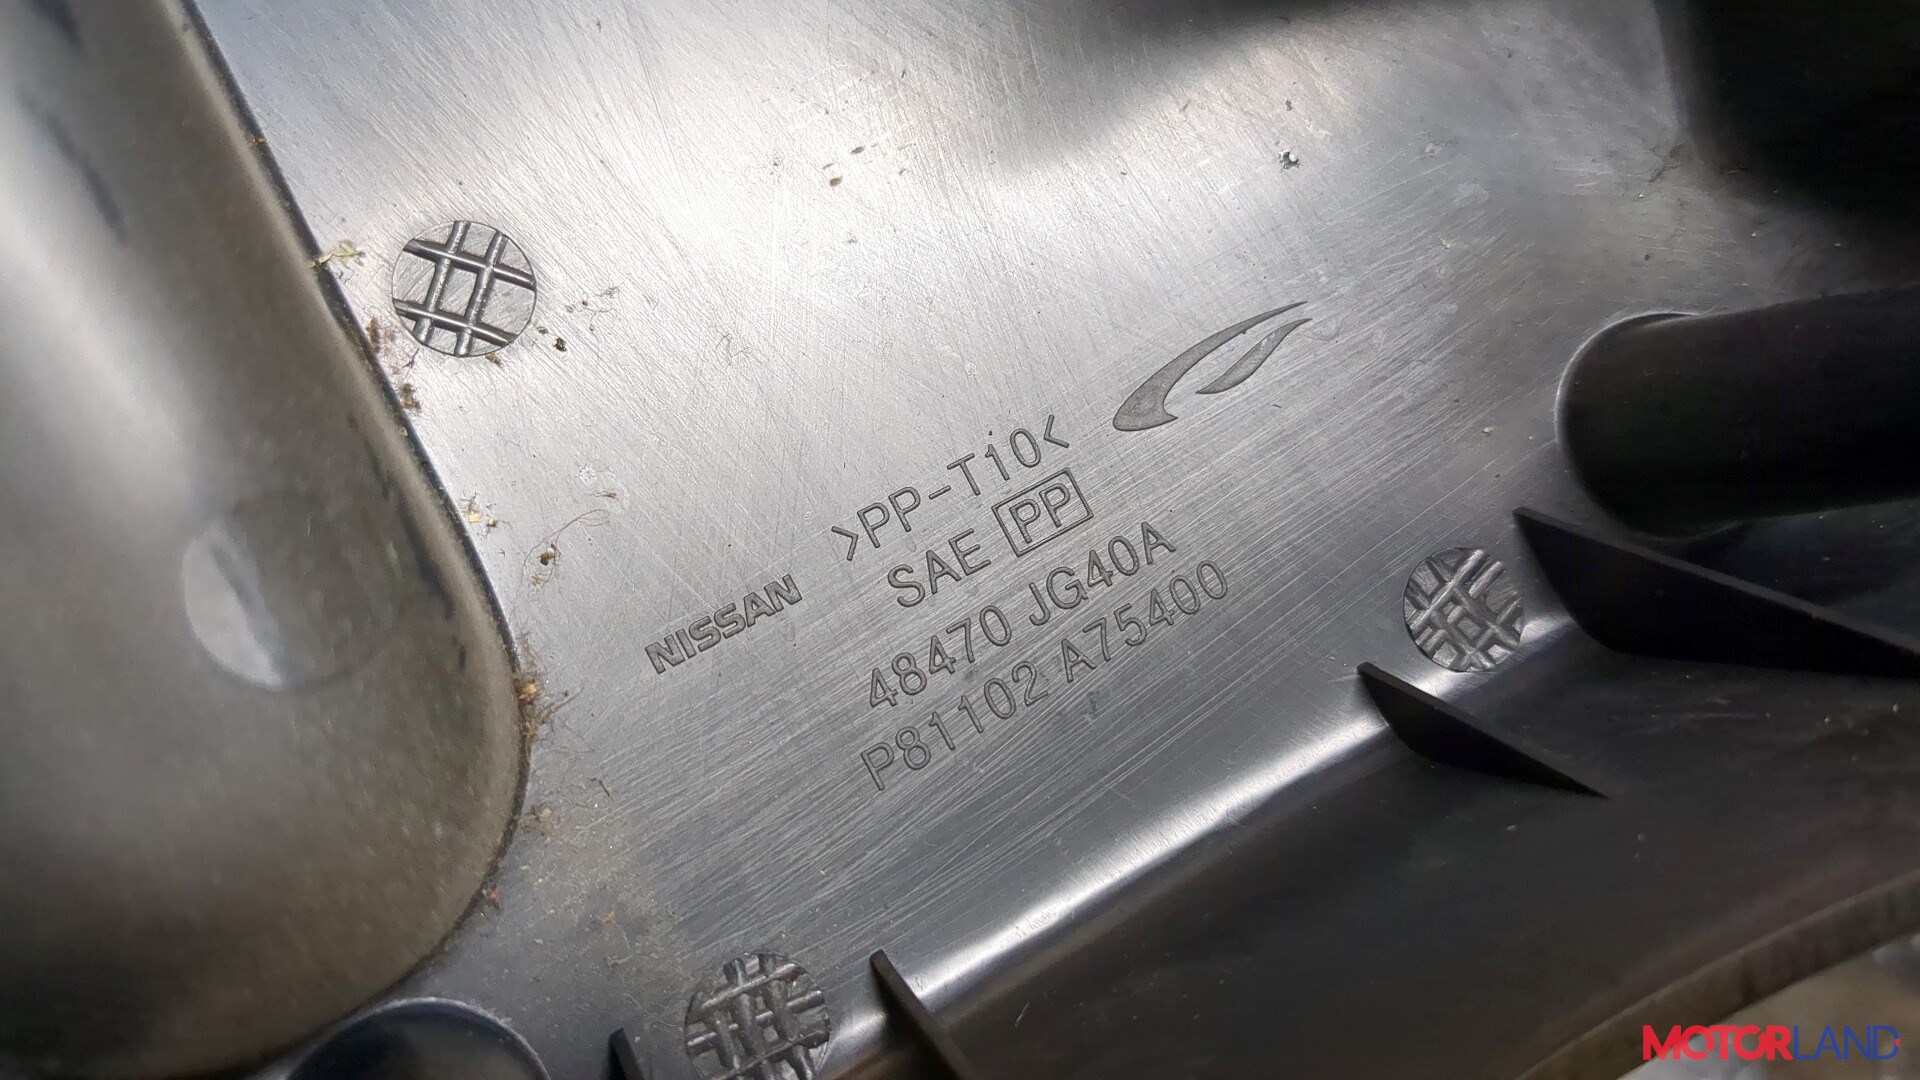 >PP-T10<
SAE PP
NISSAN
48470 JG40A
P81102 A75400
MOTORLAND